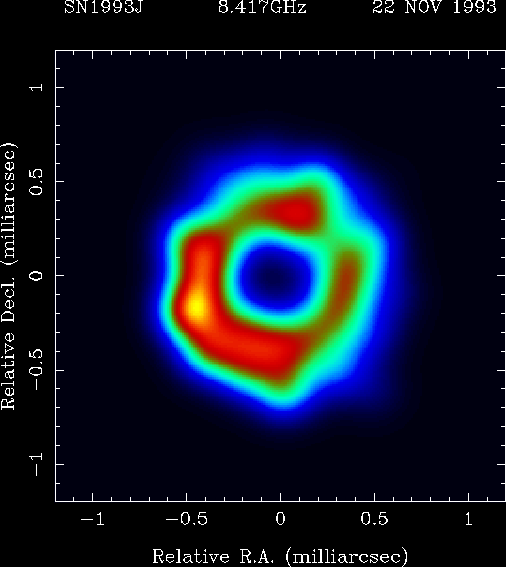 SN1993J 8.417GHz 22 NOV 1993
Relative Decl. (milliarcsec)
1
0.5
0
−0.5
−1
−1 −0.5 0 0.5 1
Relative R.A. (milliarcsec)